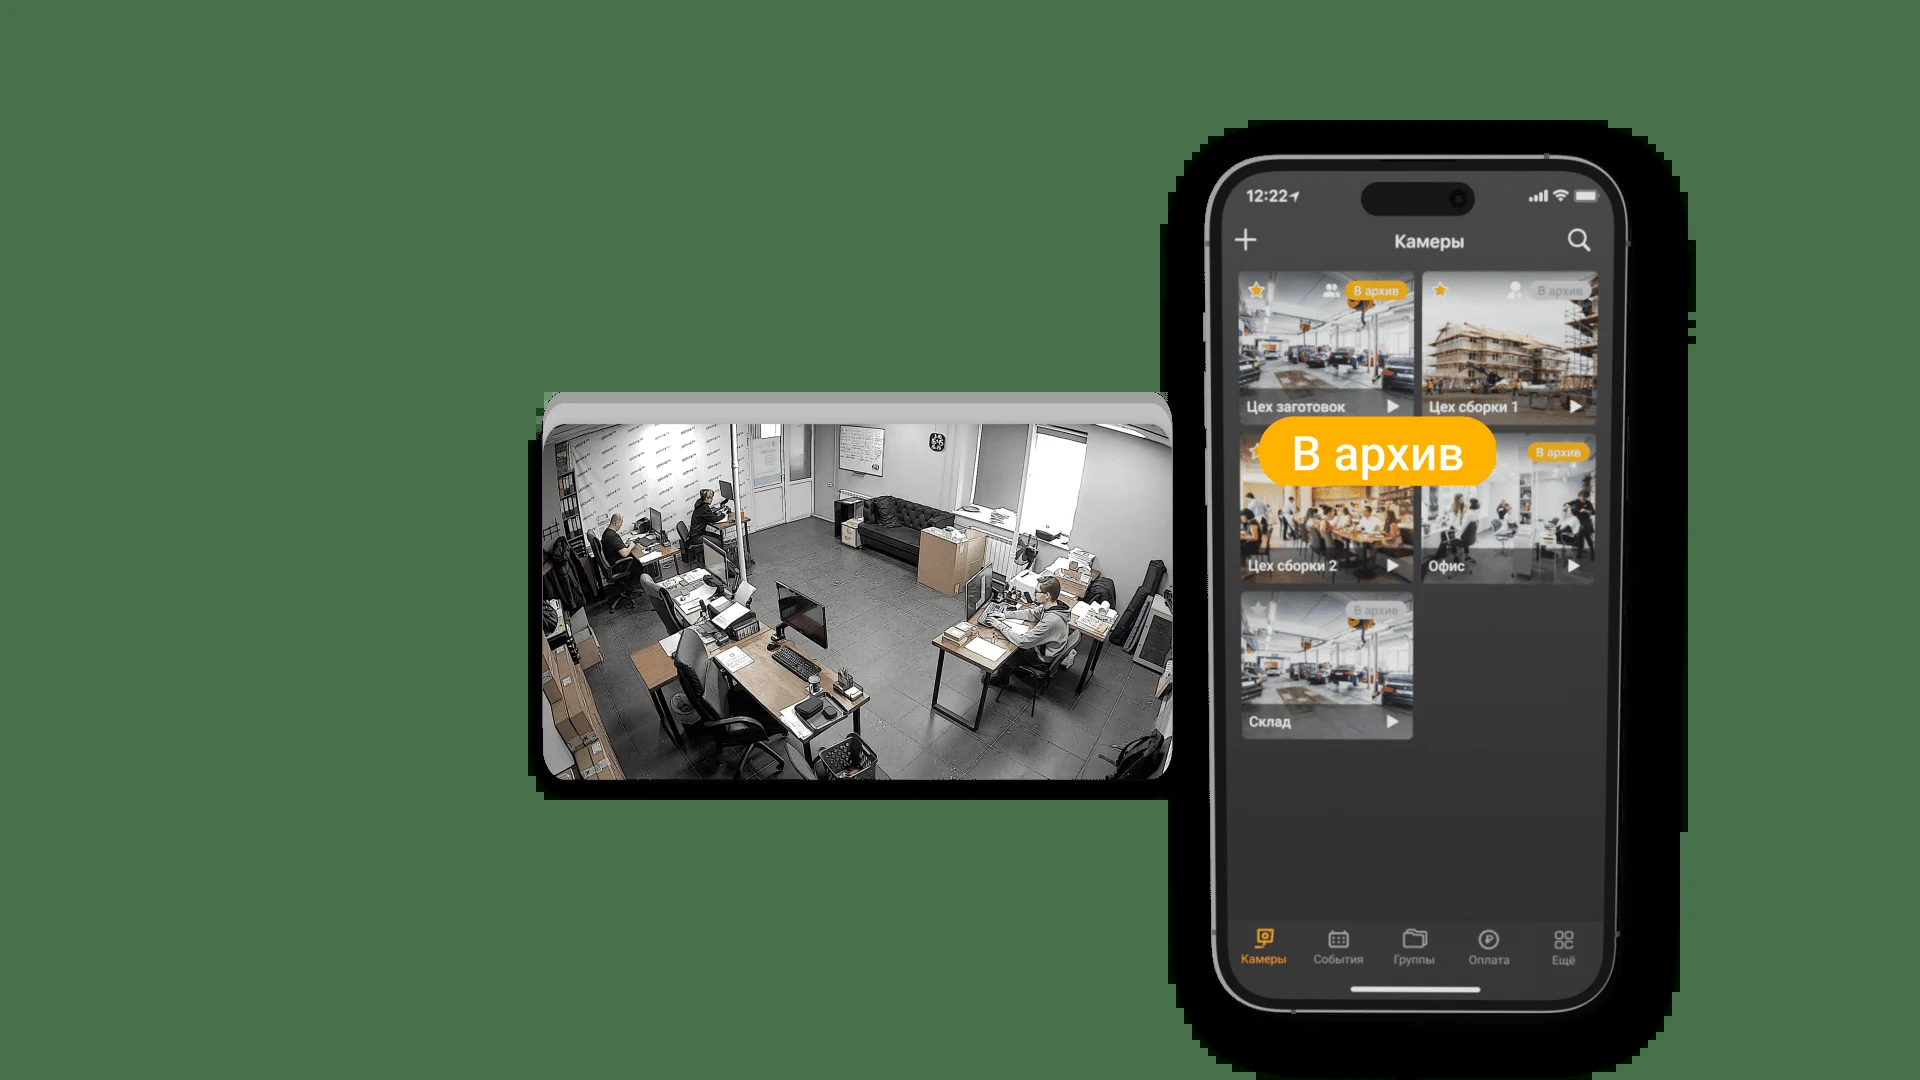 12:22
Камеры
В архив
В архив
Цех заготовок
Цех сборки 1
В архив
В архив
Цех сборки 2
Офис
В архив
Склад
Камеры
События
Группы
Оплата
Ещё